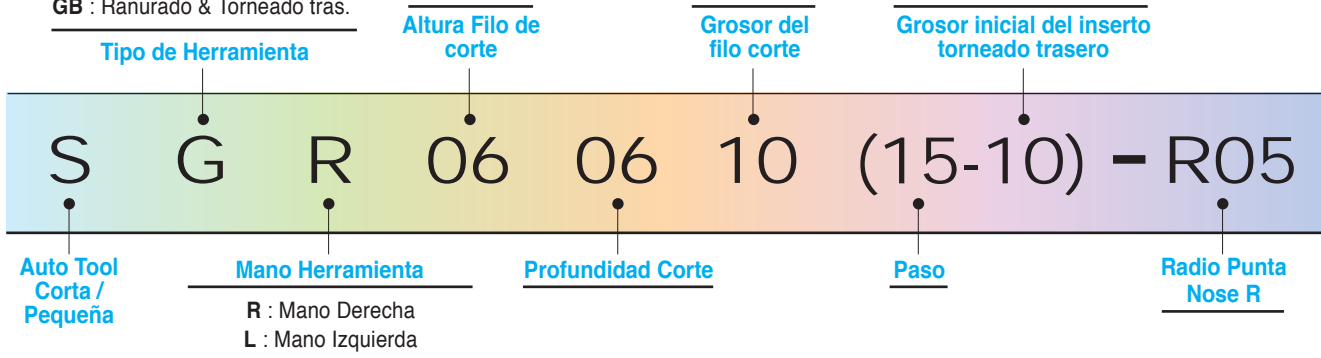 GB : Ranurado & Torneado tras.
Tipo de Herramienta
Altura Filo de
corte
Grosor del
filo corte
Grosor inicial del inserto
torneado trasero
S G R 06 06 10 (15-10) - R05
Auto Tool
Corta /
Pequeña
Mano Herramienta
R : Mano Derecha
L : Mano Izquierda
Profundidad Corte
Paso
Radio Punta
Nose R